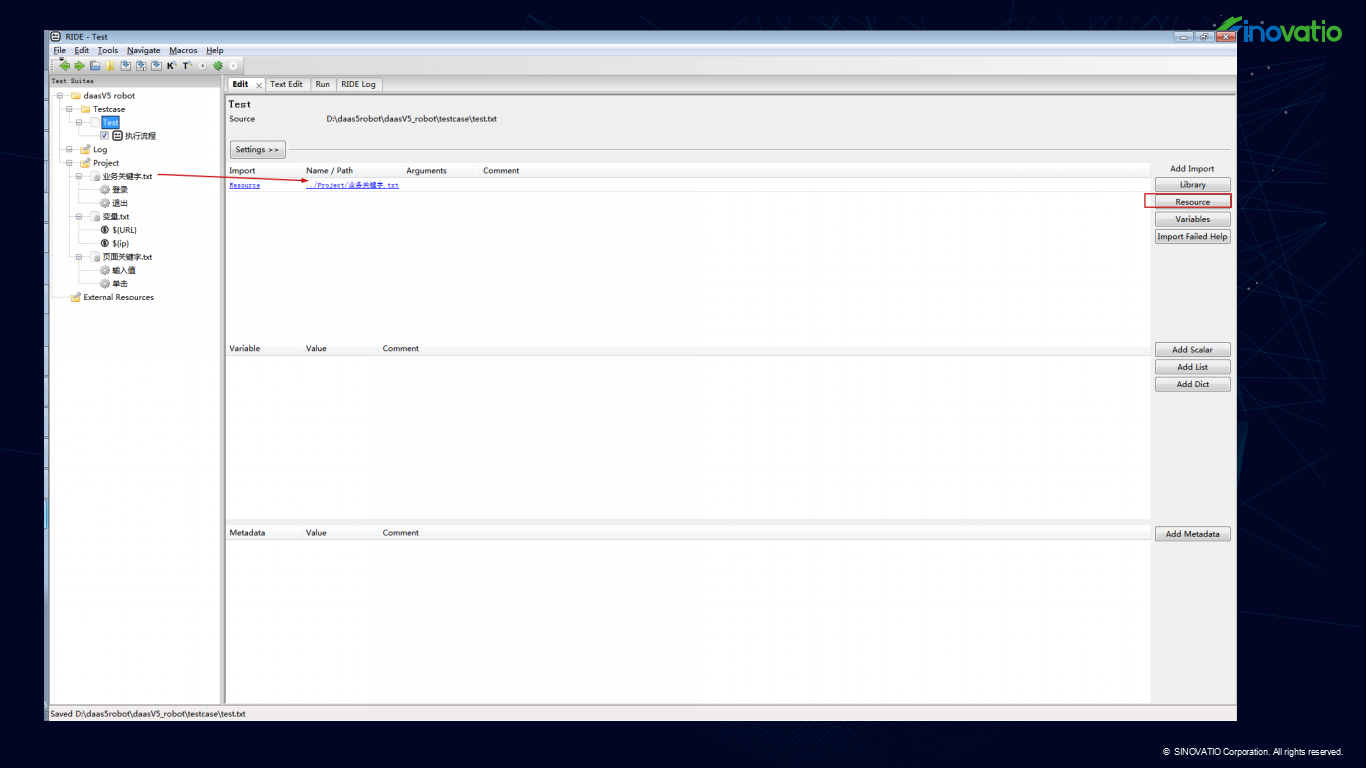 Sinovatio
RIDE - Test
File Edit Tools Navigate Macros Help
Test Suites
daasV5 robot
Testcase
Test
执行流程
Log
Project
业务关键字.txt
登录
退出
变量.txt
${URL}
${ip}
页面关键字.txt
输入值
单击
External Resources
Edit Text Edit Run RIDE Log
Test
Source D:\daas5robot\daasV5_robot\testcase\test.txt
Settings >>
Import Name / Path Arguments Comment
Resource ../Project/业务关键字.txt
Add Import
Library
Resource
Variables
Import Failed Help
Variable Value Comment
Add Scalar
Add List
Add Dict
Metadata Value Comment
Add Metadata
Saved D:\daas5robot\daasV5_robot\testcase\test.txt
© SINOVATIO Corporation. All rights reserved.